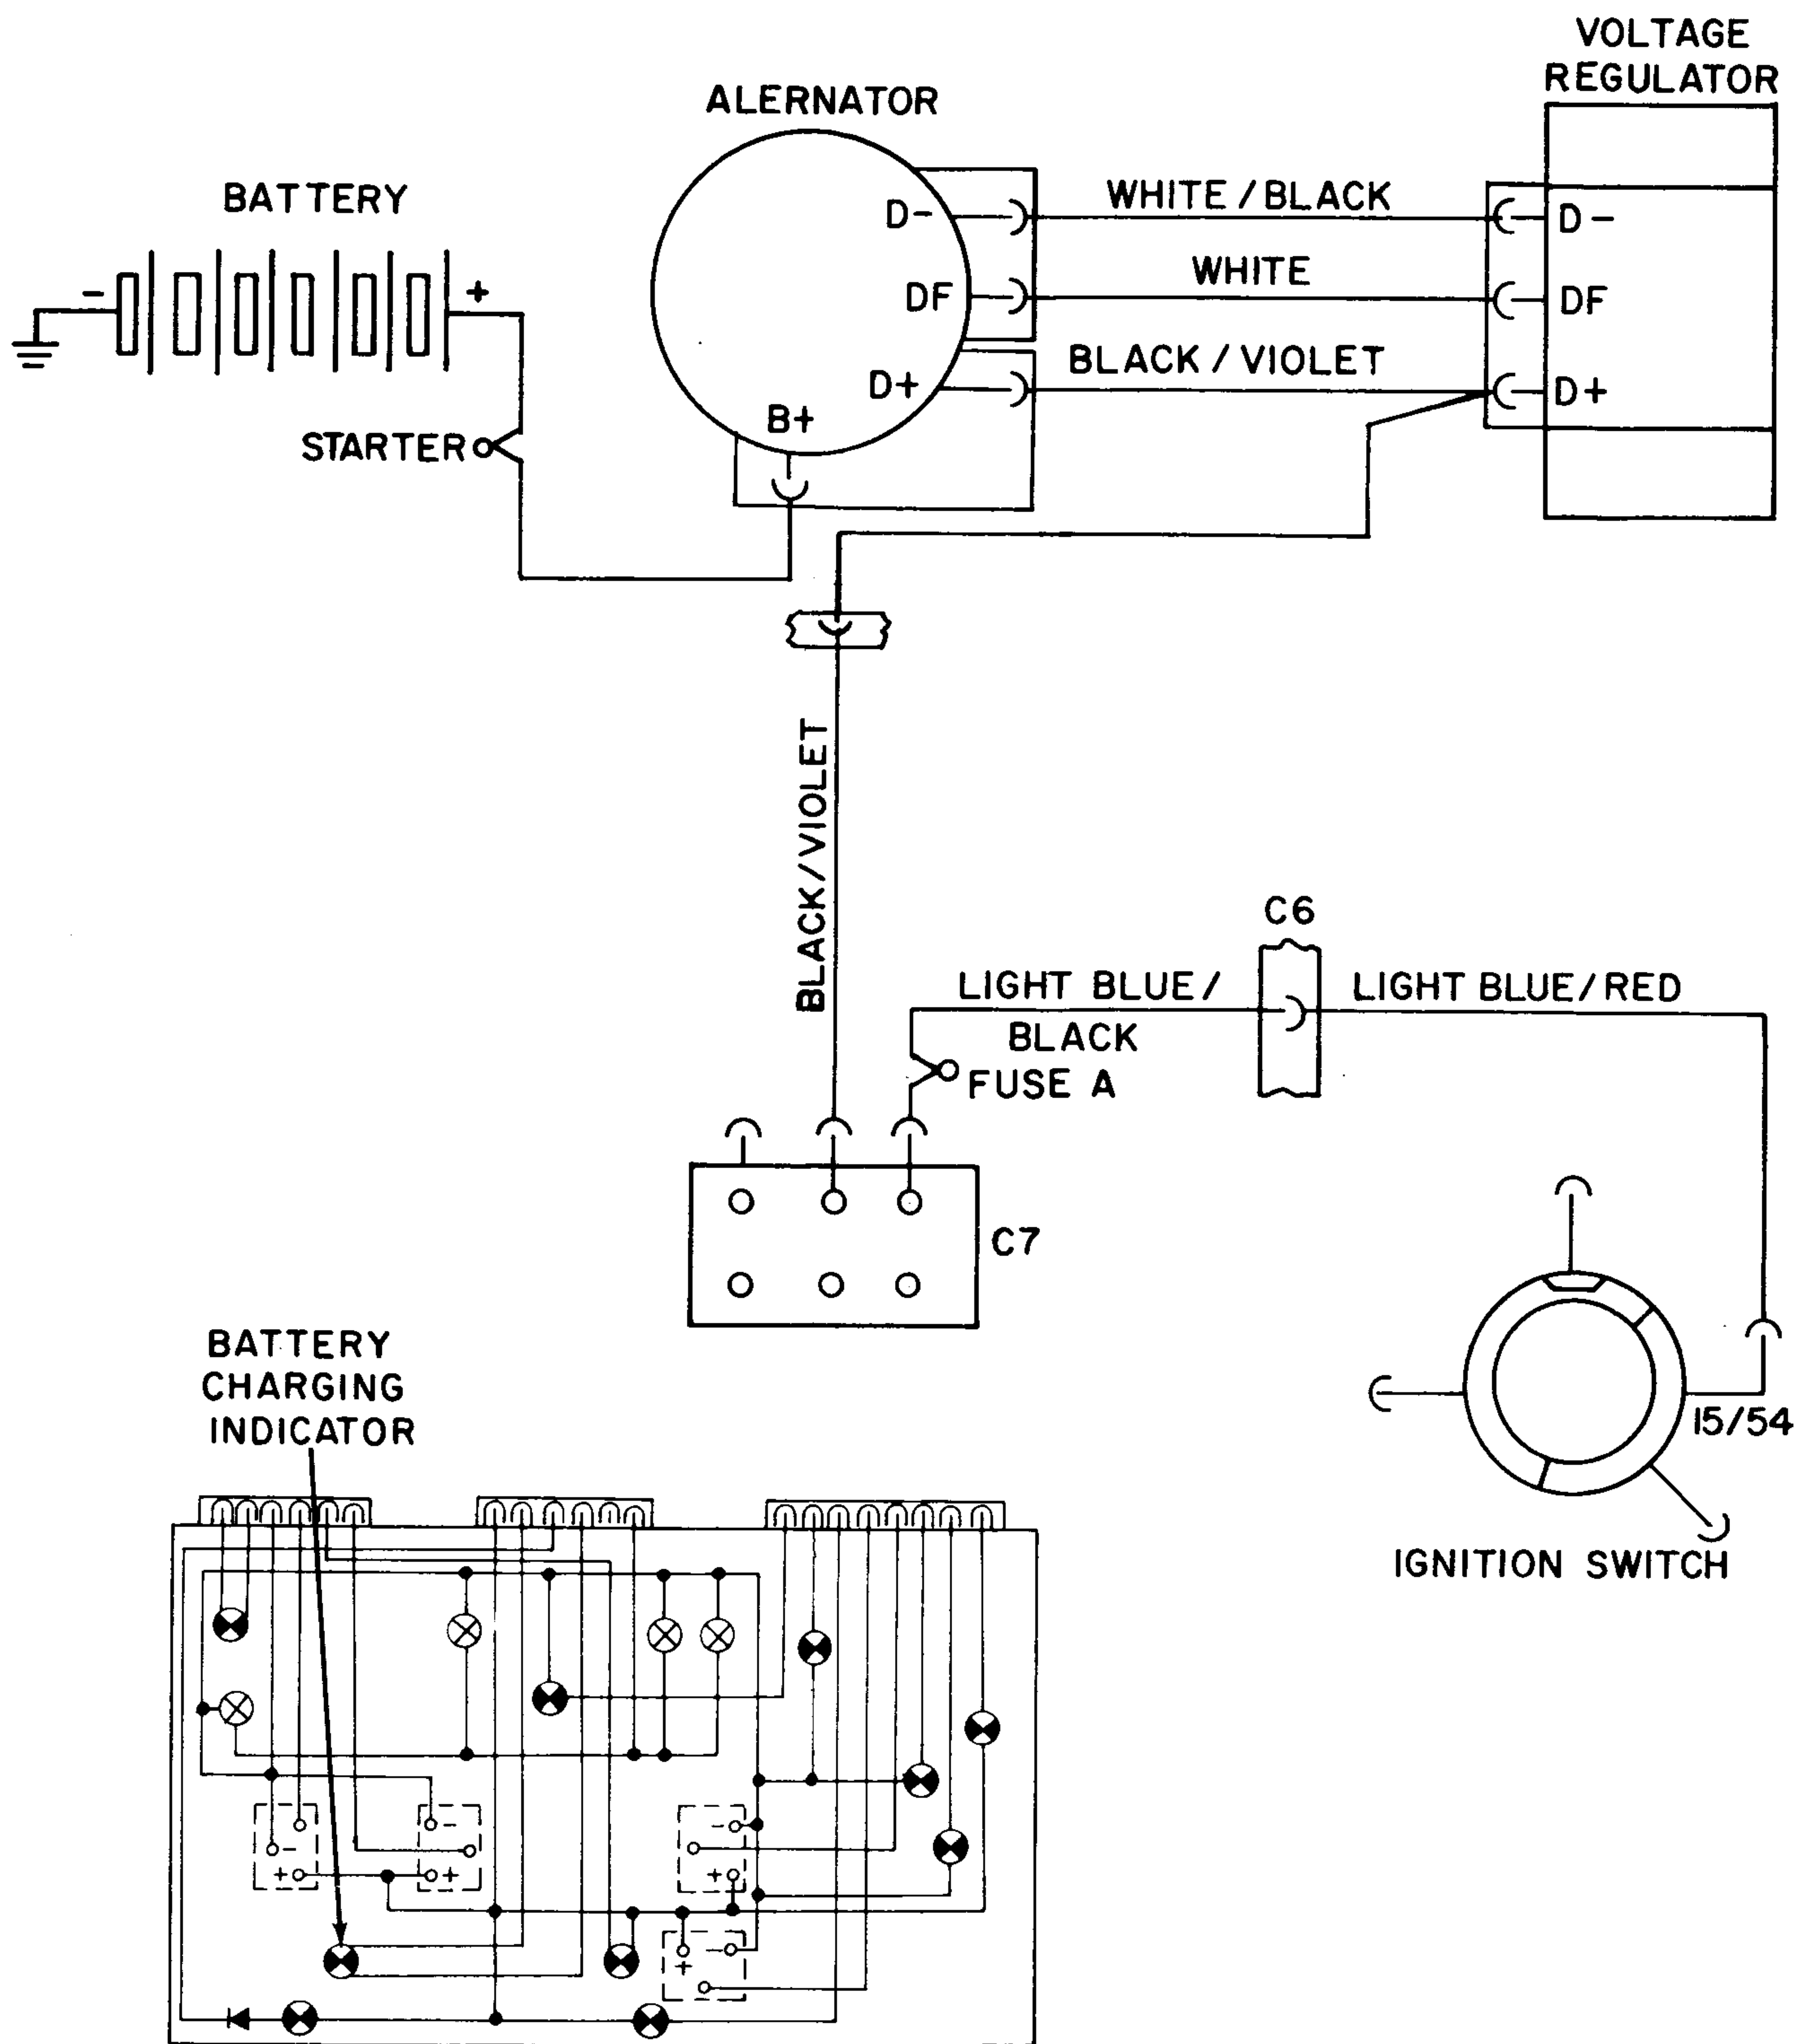 VOLTAGE
REGULATOR
ALERNATOR
BATTERY
D-
WHITE / BLACK
D-
WHITE
DF
DF
- +
BLACK / VIOLET
D+
D+
B+
STARTER
BLACK/VIOLET
C6
LIGHT BLUE/
LIGHT BLUE/RED
BLACK
FUSE A
C7
BATTERY
CHARGING
INDICATOR
15/54
IGNITION SWITCH
-
-
-
+
+
+
-
+